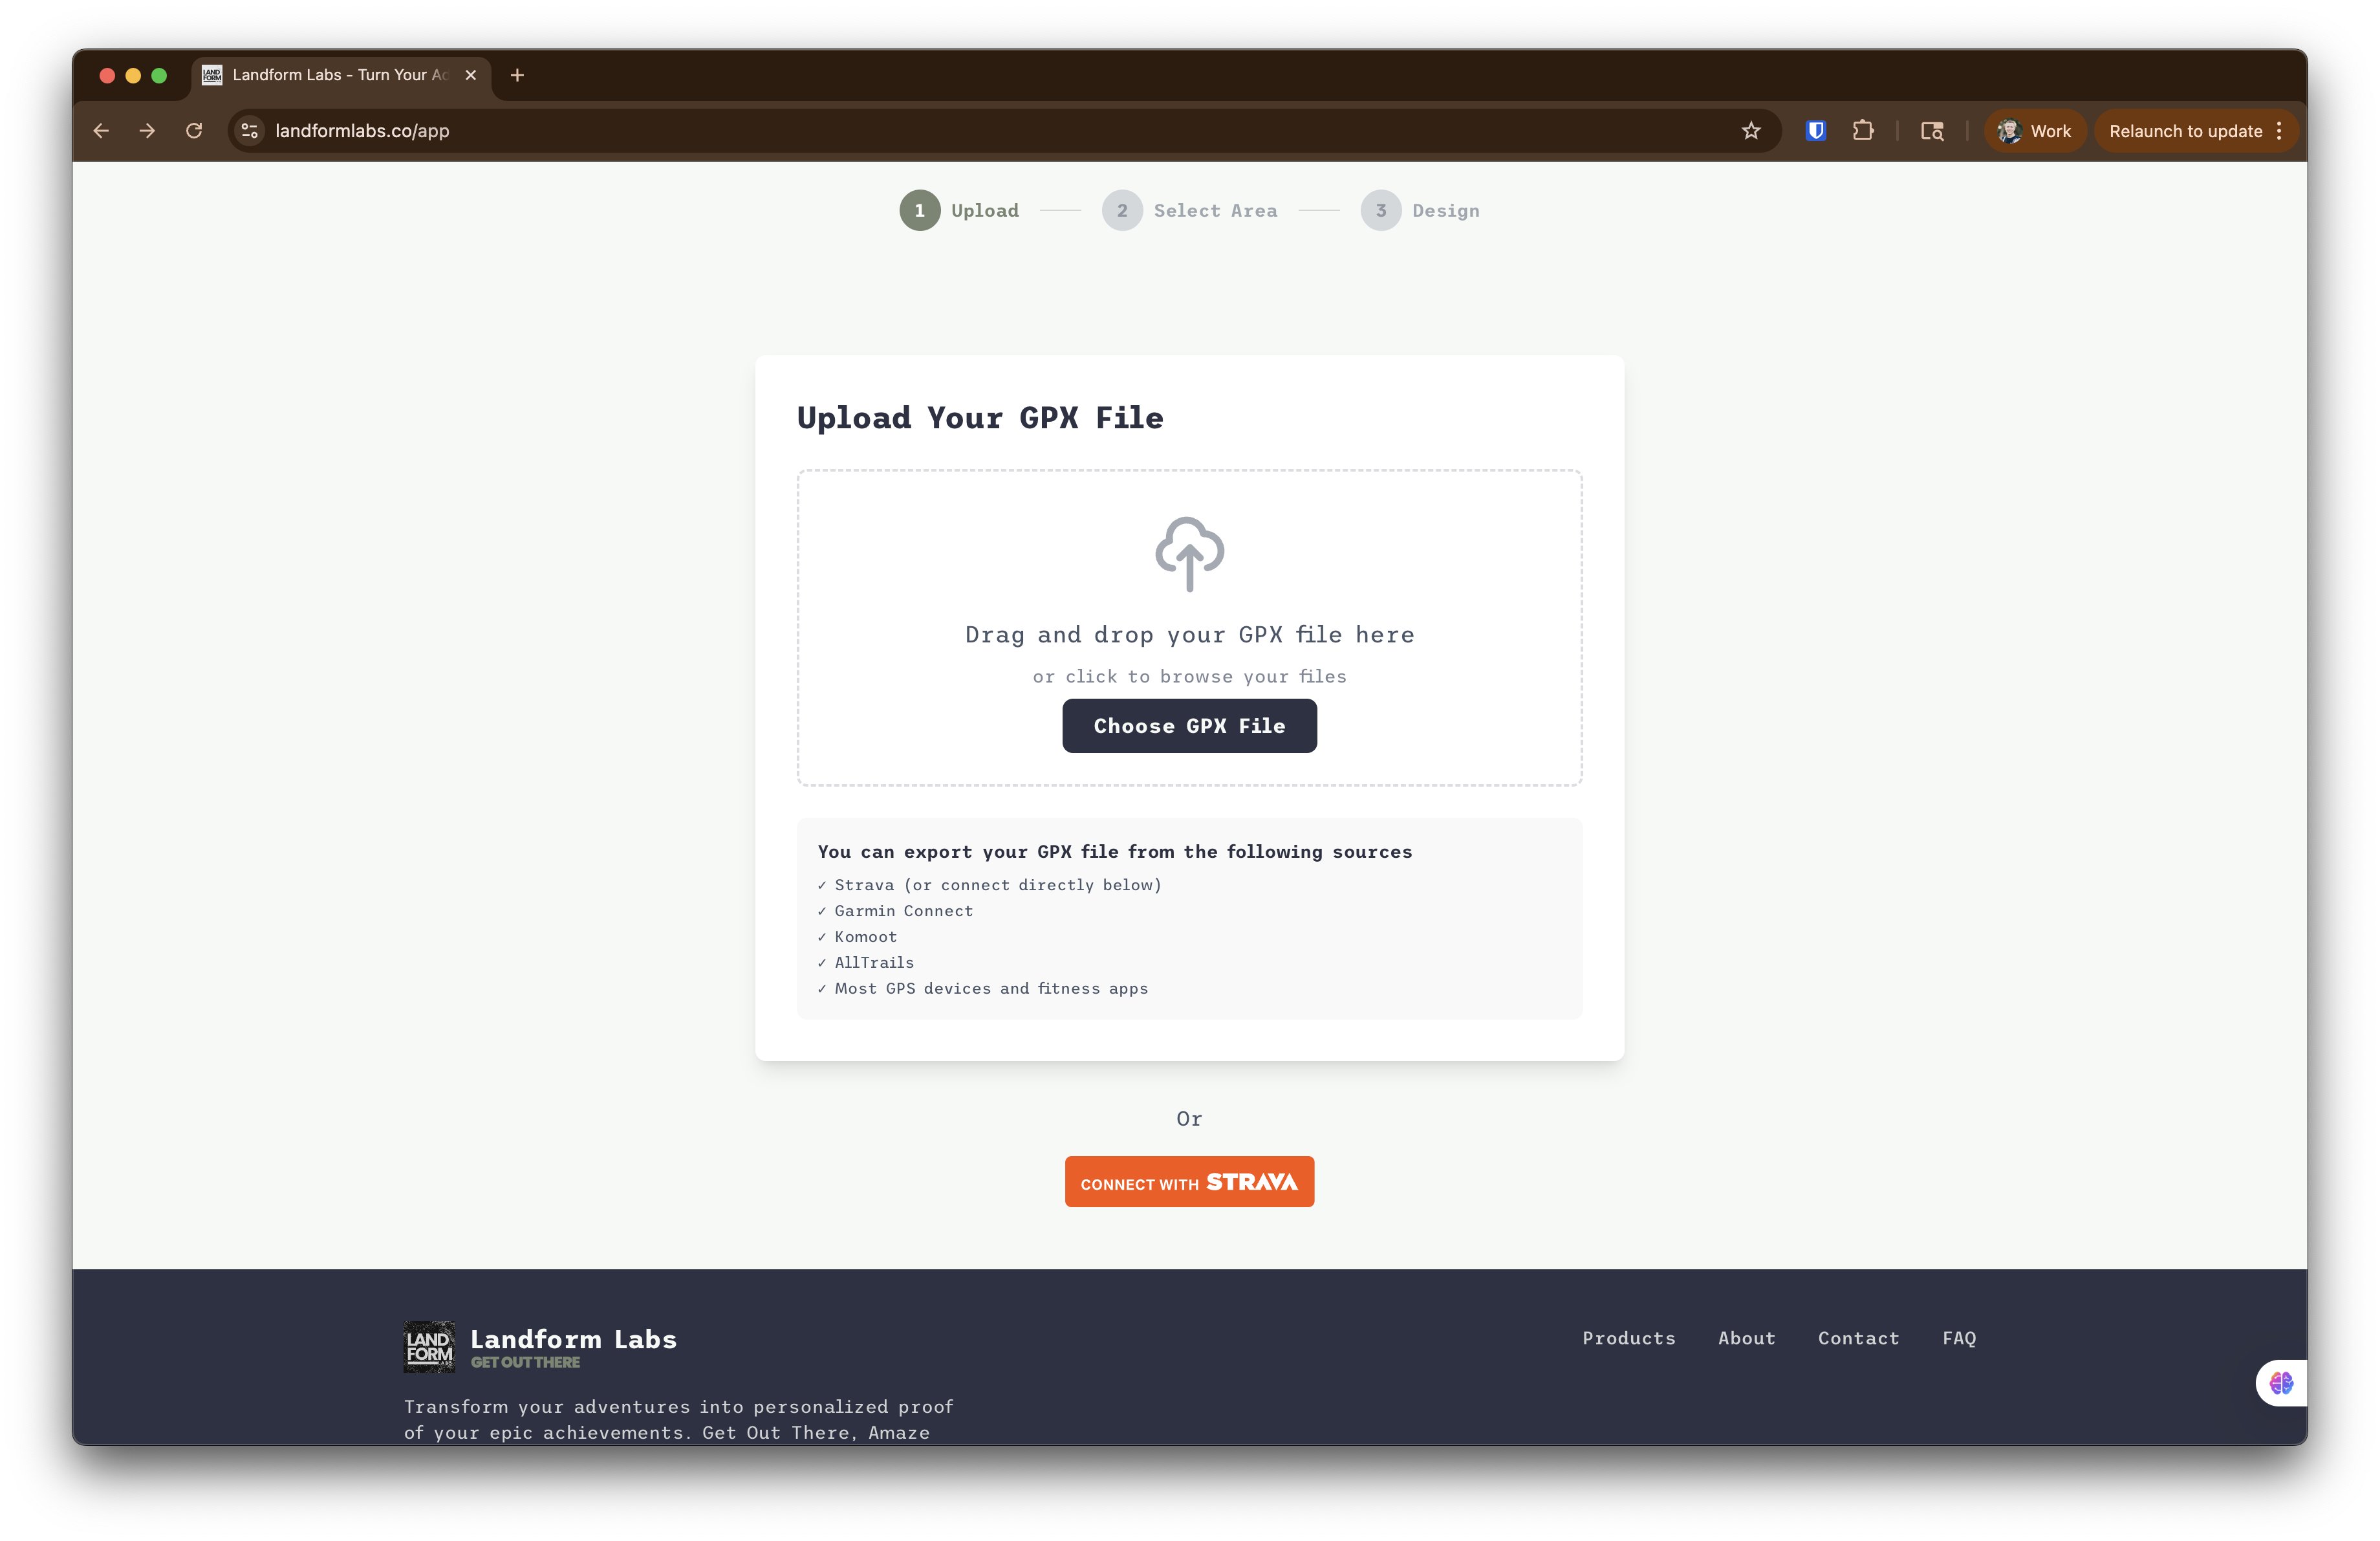 Landform Labs - Turn Your Ad
landformlabs.co/app
Work
Relaunch to update
1 Upload
2 Select Area
3 Design
Upload Your GPX File
Drag and drop your GPX file here
or click to browse your files
Choose GPX File
You can export your GPX file from the following sources
✓ Strava (or connect directly below)
✓ Garmin Connect
✓ Komoot
✓ AllTrails
✓ Most GPS devices and fitness apps
Or
CONNECT WITH STRAVA
LAND
FORM
Landform Labs
GET OUT THERE
Products
About
Contact
FAQ
Transform your adventures into personalized proof
of your epic achievements. Get Out There, Amaze